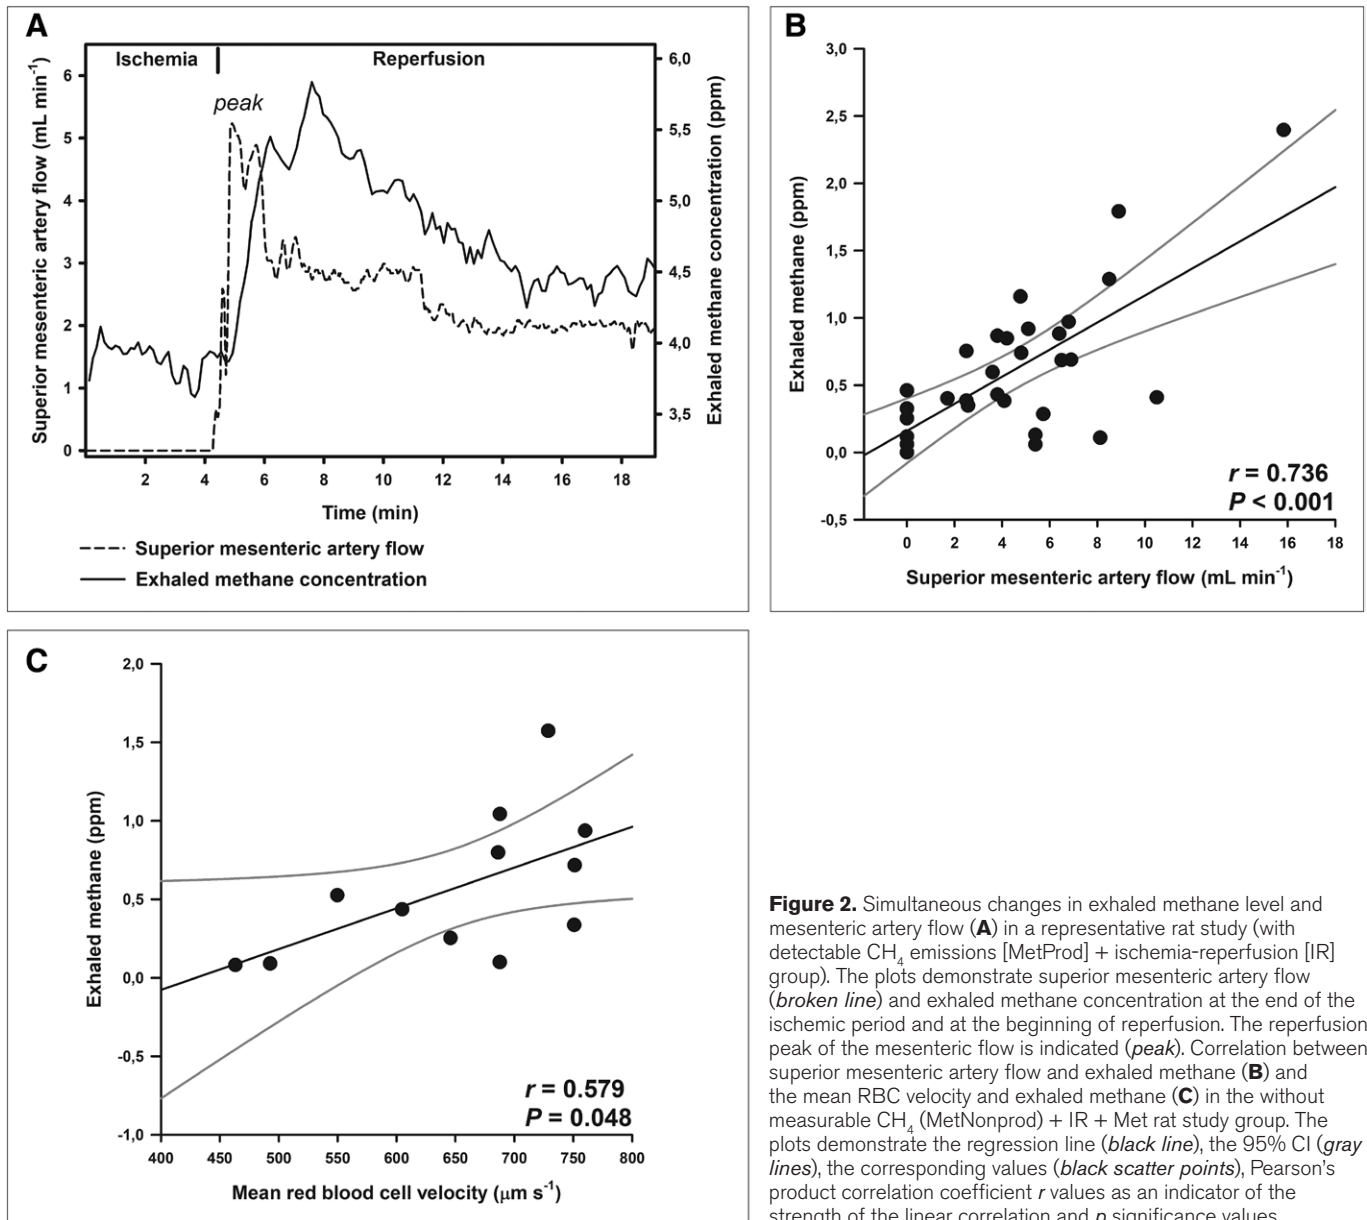 A
Ischemia
Reperfusion
peak
Superior mesenteric artery flow (mL min⁻¹)
6
5
4
3
2
1
0
6,0
5,5
5,0
4,5
4,0
3,5
Exhaled methane concentration (ppm)
2 4 6 8 10 12 14 16 18
Time (min)
Superior mesenteric artery flow
Exhaled methane concentration
B
Exhaled methane (ppm)
3,0
2,5
2,0
1,5
1,0
0,5
0,0
-0,5
r = 0.736
P < 0.001
0 2 4 6 8 10 12 14 16 18
Superior mesenteric artery flow (mL min⁻¹)
C
Exhaled methane (ppm)
2,0
1,5
1,0
0,5
0,0
-0,5
-1,0
r = 0.579
P = 0.048
400 450 500 550 600 650 700 750 800
Mean red blood cell velocity (µm s⁻¹)
Figure 2. Simultaneous changes in exhaled methane level and
mesenteric artery flow (A) in a representative rat study (with
detectable CH₄ emissions [MetProd] + ischemia-reperfusion [IR]
group). The plots demonstrate superior mesenteric artery flow
(broken line) and exhaled methane concentration at the end of the
ischemic period and at the beginning of reperfusion. The reperfusion
peak of the mesenteric flow is indicated (peak). Correlation between
superior mesenteric artery flow and exhaled methane (B) and
the mean RBC velocity and exhaled methane (C) in the without
measurable CH₄ (MetNonprod) + IR + Met rat study group. The
plots demonstrate the regression line (black line), the 95% CI (gray
lines), the corresponding values (black scatter points), Pearson's
product correlation coefficient r values as an indicator of the
strength of the linear correlation and p significance values.